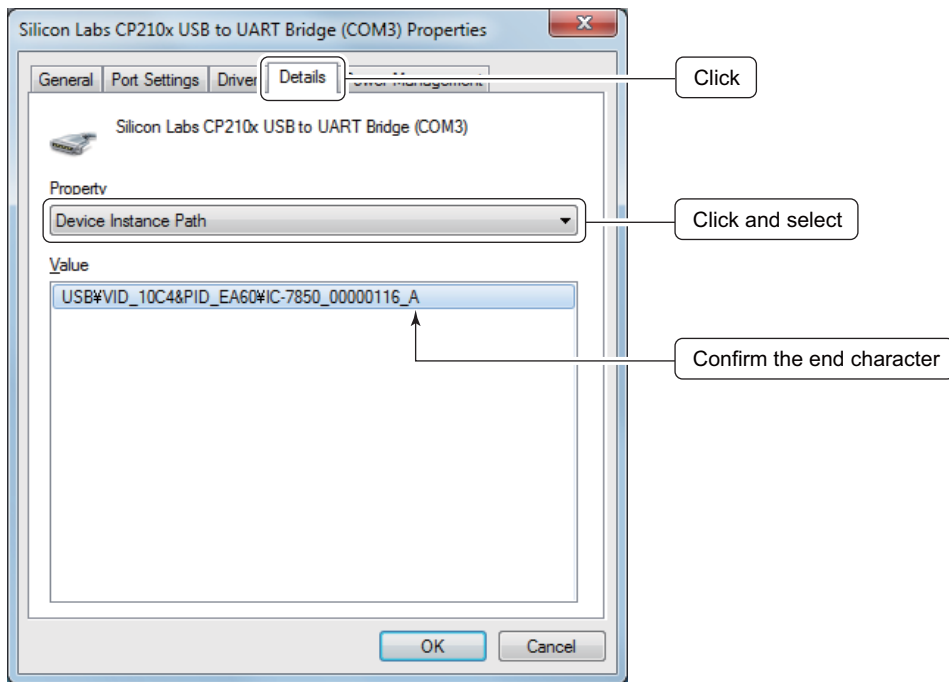 Silicon Labs CP210x USB to UART Bridge (COM3) Properties
General Port Settings Driver Details Power Management
Click
Silicon Labs CP210x USB to UART Bridge (COM3)
Property
Device Instance Path
Click and select
Value
USB¥VID_10C4&PID_EA60¥IC-7850_00000116_A
Confirm the end character
OK Cancel